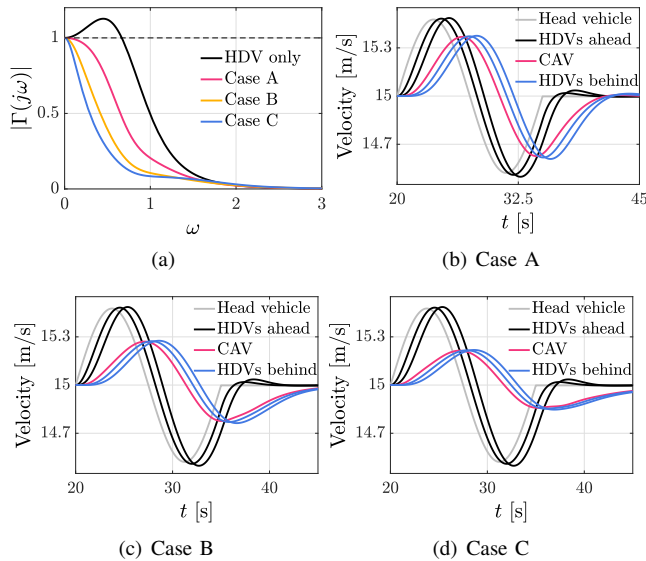 |Γ(jω)|
1
0.5
0
0
1
2
3
ω
HDV only
Case A
Case B
Case C
(a)
Velocity [m/s]
15.3
15
14.7
20
32.5
45
t [s]
Head vehicle
HDVs ahead
CAV
HDVs behind
(b) Case A
Velocity [m/s]
15.3
15
14.7
20
30
40
t [s]
Head vehicle
HDVs ahead
CAV
HDVs behind
(c) Case B
Velocity [m/s]
15.3
15
14.7
20
30
40
t [s]
Head vehicle
HDVs ahead
CAV
HDVs behind
(d) Case C